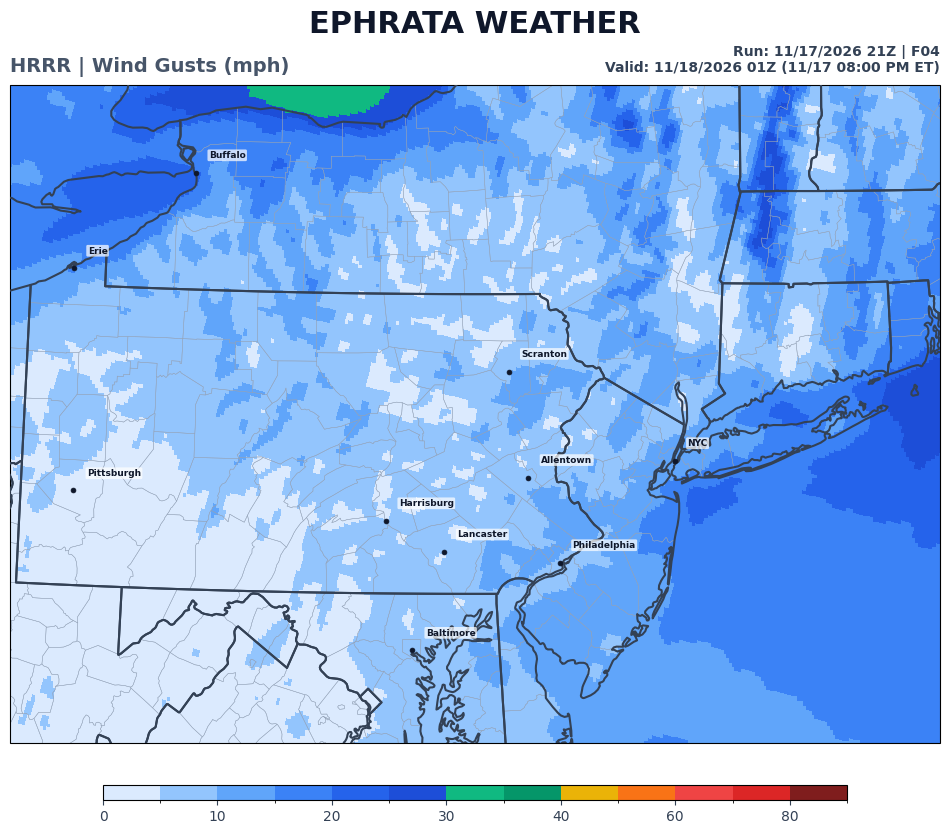 EPHRATA WEATHER
HRRR | Wind Gusts (mph)
Run: 11/17/2026 21Z | F04
Valid: 11/18/2026 01Z (11/17 08:00 PM ET)
Buffalo
Erie
Scranton
NYC
Allentown
Pittsburgh
Harrisburg
Lancaster
Philadelphia
Baltimore
0 10 20 30 40 50 60 70 80